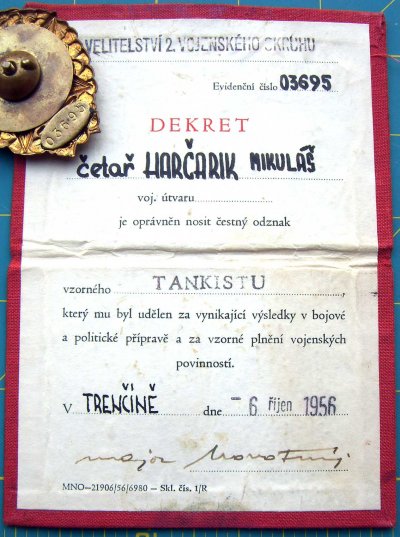 VELITELSTVÍ 2. VOJENSKÉHO OKRUHU
Evidenční číslo 03695
03695
DEKRET
četař HARČARIK MIKULÁŠ
voj. útvaru
je oprávněn nosit čestný odznak
vzorného TANKISTU,
který mu byl udělen za vynikající výsledky v bojové
a politické přípravě a za vzorné plnění vojenských
povinností.
V TRENČÍNĚ dne - 6 říjen 1956
major Novotný
MNO—21906/56/6980 — Skl. čís. 1/R